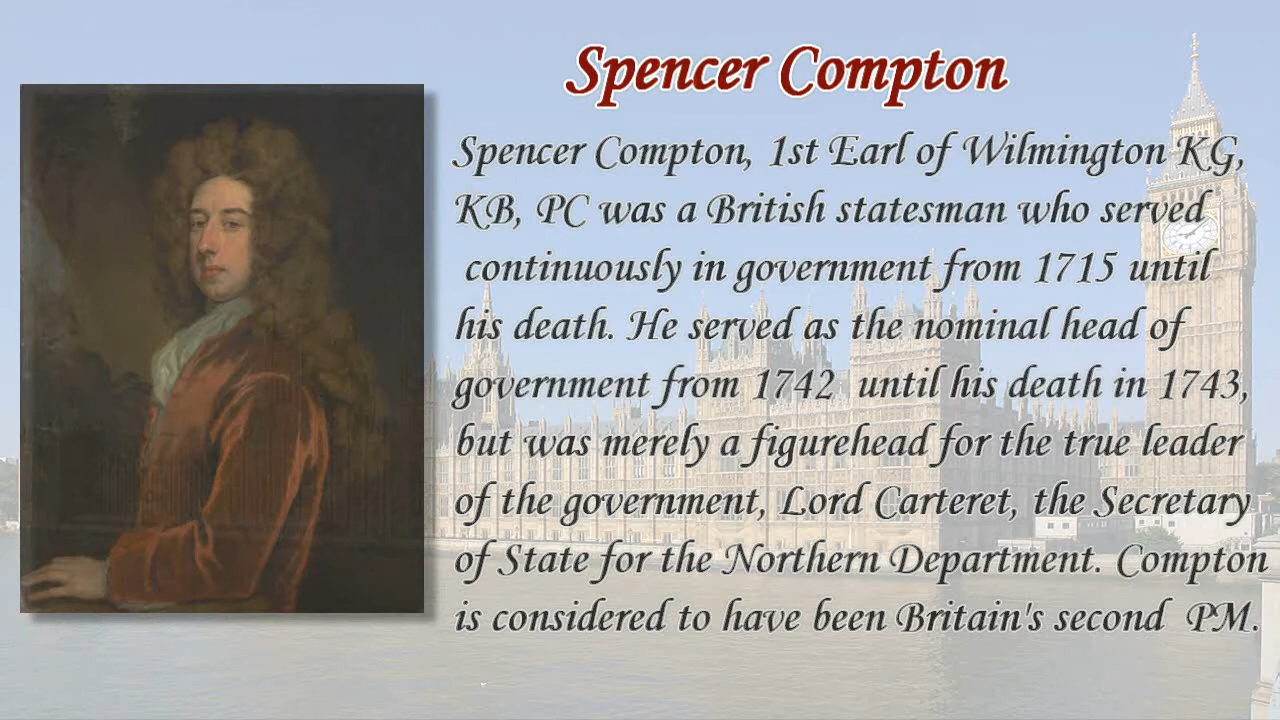 Spencer Compton
Spencer Compton, 1st Earl of Wilmington KG,
KB, PC was a British statesman who served
continuously in government from 1715 until
his death. He served as the nominal head of
government from 1742 until his death in 1743,
but was merely a figurehead for the true leader
of the government, Lord Carteret, the Secretary
of State for the Northern Department. Compton
is considered to have been Britain's second PM.